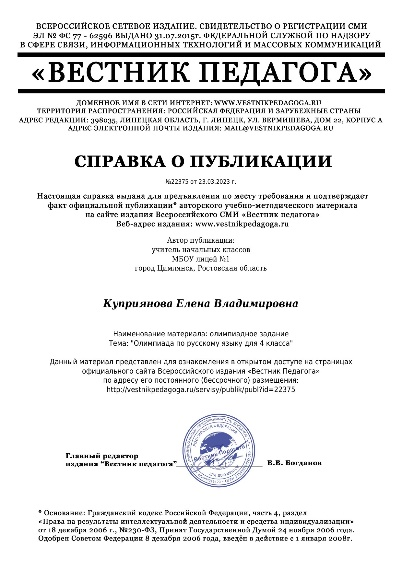 ВСЕРОССИЙСКОЕ СЕТЕВОЕ ИЗДАНИЕ. СВИДЕТЕЛЬСТВО О РЕГИСТРАЦИИ СМИ
ЭЛ № ФС 77 - 62596 ВЫДАНО 31.07.2015г. ФЕДЕРАЛЬНОЙ СЛУЖБОЙ ПО НАДЗОРУ
В СФЕРЕ СВЯЗИ, ИНФОРМАЦИОННЫХ ТЕХНОЛОГИЙ И МАССОВЫХ КОММУНИКАЦИЙ
«ВЕСТНИК ПЕДАГОГА»
ДОМЕННОЕ ИМЯ В СЕТИ ИНТЕРНЕТ: WWW.VESTNIKPEDAGOGA.RU
ТЕРРИТОРИЯ РАСПРОСТРАНЕНИЯ: РОССИЙСКАЯ ФЕДЕРАЦИЯ И ЗАРУБЕЖНЫЕ СТРАНЫ
АДРЕС РЕДАКЦИИ: 398035, ЛИПЕЦКАЯ ОБЛАСТЬ, Г. ЛИПЕЦК, УЛ. ВЕРМИШЕВА, ДОМ 22, КОРПУС А
АДРЕС ЭЛЕКТРОННОЙ ПОЧТЫ ИЗДАНИЯ: MAIL@VESTNIKPEDAGOGA.RU
СПРАВКА О ПУБЛИКАЦИИ
№22375 от 23.03.2023 г.
Настоящая справка выдана для предъявления по месту требования и подтверждает
факт официальной публикации* авторского учебно-методического материала
на сайте издания Всероссийского СМИ «Вестник педагога»
Веб-адрес издания: www.vestnikpedagoga.ru
Автор публикации:
учитель начальных классов
МБОУ лицей №1
город Цимлянск, Ростовская область
Куприянова Елена Владимировна
Наименование материала: олимпиадное задание
Тема: "Олимпиада по русскому языку для 4 класса"
Данный материал представлен для ознакомления в открытом доступе на страницах
официального сайта Всероссийского издания «Вестник Педагога»
по адресу его постоянного (бессрочного) размещения:
http://vestnikpedagoga.ru/servisy/publik/publ?id=22375
Главный редактор
издания "Вестник педагога" В.В. Богданов
* Основание: Гражданский кодекс Российской Федерации, часть 4, раздел
«Права на результаты интеллектуальной деятельности и средства индивидуализации»
от 18 декабря 2006 г., №230-ФЗ, Принят Государственной Думой 24 ноября 2006 года.
Одобрен Советом Федерации 8 декабря 2006 года, введён в действие с 1 января 2008г.